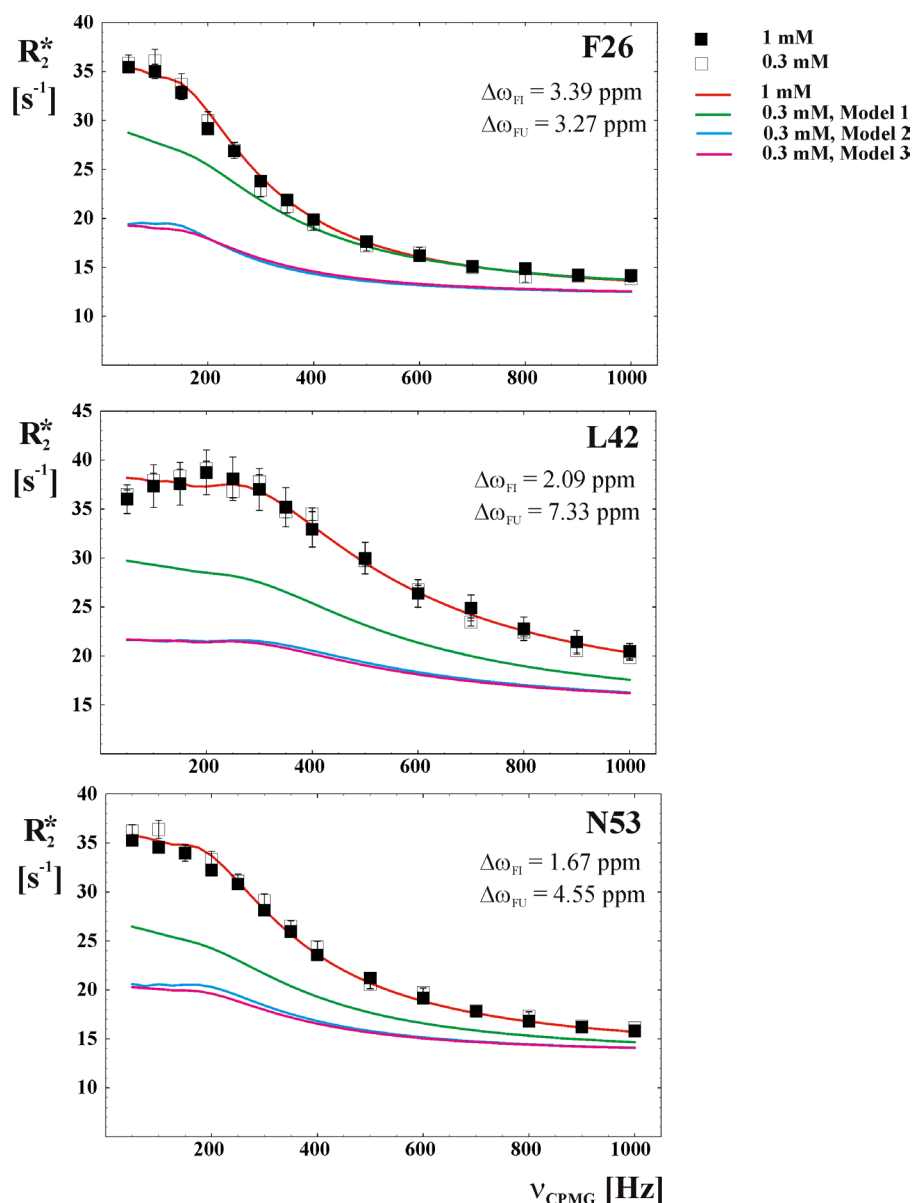 F26
R₂* [s⁻¹]
40
35
30
25
20
15
10
Δω_FI = 3.39 ppm
Δω_FU = 3.27 ppm
200 400 600 800 1000
1 mM
0.3 mM
1 mM
0.3 mM, Model 1
0.3 mM, Model 2
0.3 mM, Model 3
L42
R₂* [s⁻¹]
45
40
35
30
25
20
15
Δω_FI = 2.09 ppm
Δω_FU = 7.33 ppm
200 400 600 800 1000
N53
R₂* [s⁻¹]
40
35
30
25
20
15
10
Δω_FI = 1.67 ppm
Δω_FU = 4.55 ppm
200 400 600 800 1000
ν_CPMG [Hz]